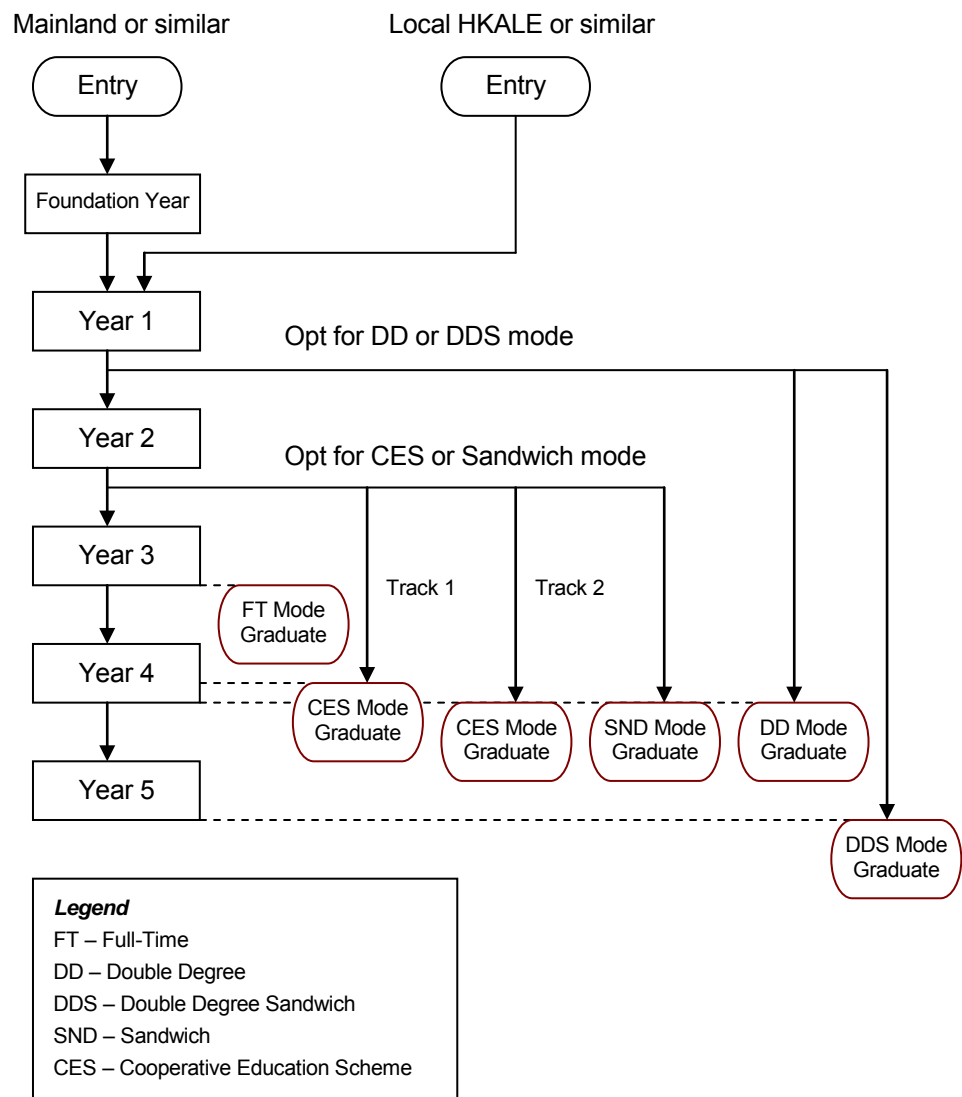 Mainland or similar
Local HKALE or similar
Entry
Entry
Foundation Year
Year 1
Opt for DD or DDS mode
Year 2
Opt for CES or Sandwich mode
Year 3
Track 1
Track 2
FT Mode
Graduate
Year 4
CES Mode
Graduate
CES Mode
Graduate
SND Mode
Graduate
DD Mode
Graduate
Year 5
DDS Mode
Graduate
Legend
FT – Full-Time
DD – Double Degree
DDS – Double Degree Sandwich
SND – Sandwich
CES – Cooperative Education Scheme